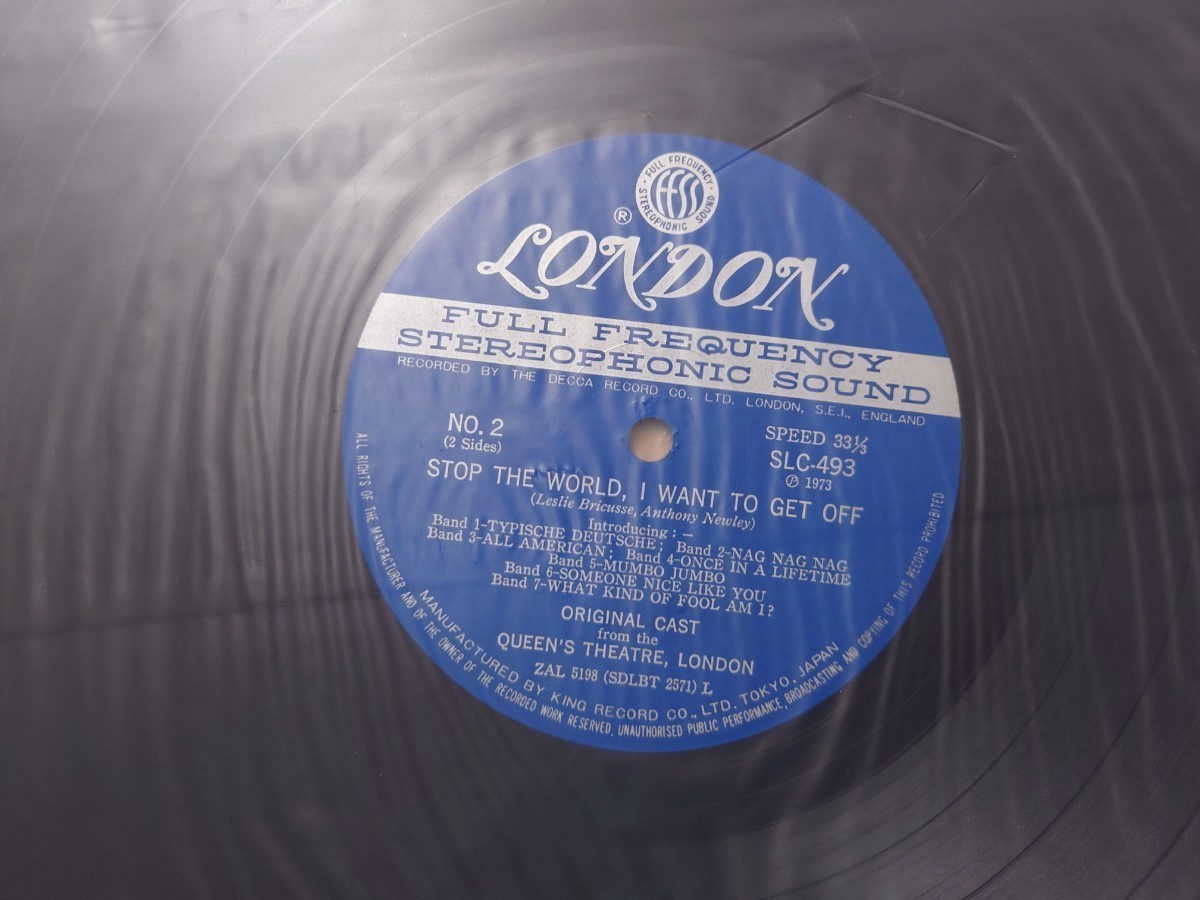 FULL FREQUENCY
ffss
STEREOPHONIC SOUND
®
LONDON
FULL FREQUENCY
STEREOPHONIC SOUND
RECORDED BY THE DECCA RECORD CO., LTD. LONDON, S.E.I., ENGLAND
NO. 2
(2 Sides)
SPEED 33⅓
SLC-493
℗ 1973
STOP THE WORLD, I WANT TO GET OFF
(Leslie Bricusse, Anthony Newley)
Introducing : —
Band 1-TYPISCHE DEUTSCHE; Band 2-NAG NAG NAG
Band 3-ALL AMERICAN; Band 4-ONCE IN A LIFETIME
Band 5-MUMBO JUMBO
Band 6-SOMEONE NICE LIKE YOU
Band 7-WHAT KIND OF FOOL AM I?
ORIGINAL CAST
from the
QUEEN'S THEATRE, LONDON
ZAL 5198 (SDLBT 2571) L
MANUFACTURED BY KING RECORD CO., LTD. TOKYO, JAPAN
ALL RIGHTS OF THE MANUFACTURER AND OF THE OWNER OF THE RECORDED WORK RESERVED. UNAUTHORISED PUBLIC PERFORMANCE, BROADCASTING AND COPYING OF THIS RECORD PROHIBITED